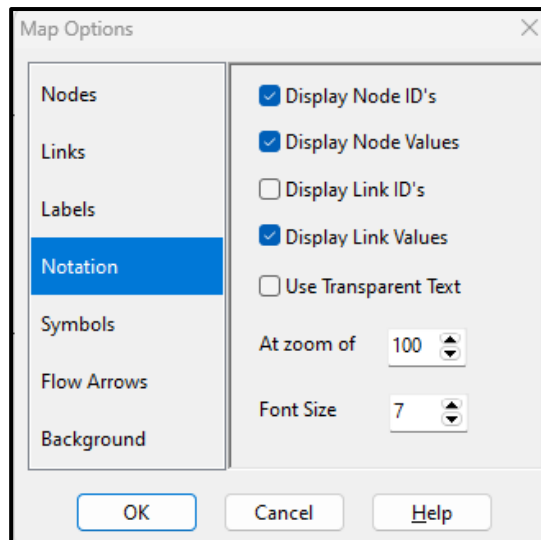 Map Options
Nodes
Links
Labels
Notation
Symbols
Flow Arrows
Background
Display Node ID's
Display Node Values
Display Link ID's
Display Link Values
Use Transparent Text
At zoom of 100
Font Size 7
OK Cancel Help